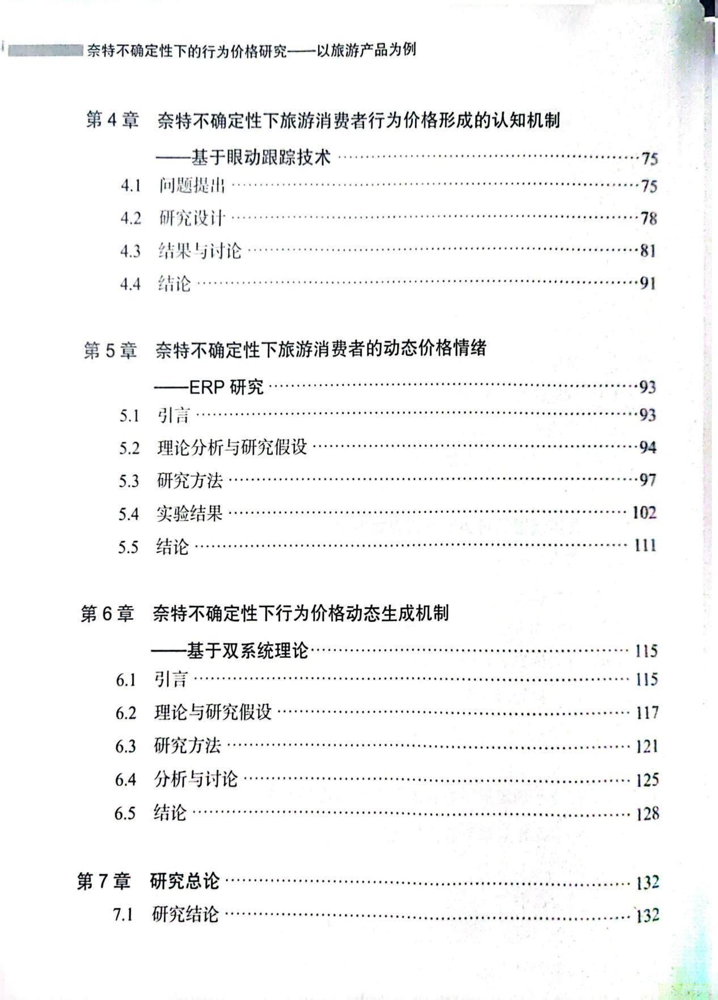 奈特不确定性下的行为价格研究——以旅游产品为例
第 4 章 奈特不确定性下旅游消费者行为价格形成的认知机制
——基于眼动跟踪技术 ……………………………………………75
4.1 问题提出 ……………………………………………75
4.2 研究设计 ……………………………………………78
4.3 结果与讨论 ……………………………………………81
4.4 结论 ……………………………………………91
第 5 章 奈特不确定性下旅游消费者的动态价格情绪
——ERP 研究 ……………………………………………93
5.1 引言 ……………………………………………93
5.2 理论分析与研究假设 ……………………………………………94
5.3 研究方法 ……………………………………………97
5.4 实验结果 …………………………………………… 102
5.5 结论 …………………………………………… 111
第 6 章 奈特不确定性下行为价格动态生成机制
——基于双系统理论 …………………………………………… 115
6.1 引言 …………………………………………… 115
6.2 理论与研究假设 …………………………………………… 117
6.3 研究方法 …………………………………………… 121
6.4 分析与讨论 …………………………………………… 125
6.5 结论 …………………………………………… 128
第 7 章 研究总论 …………………………………………… 132
7.1 研究结论 …………………………………………… 132